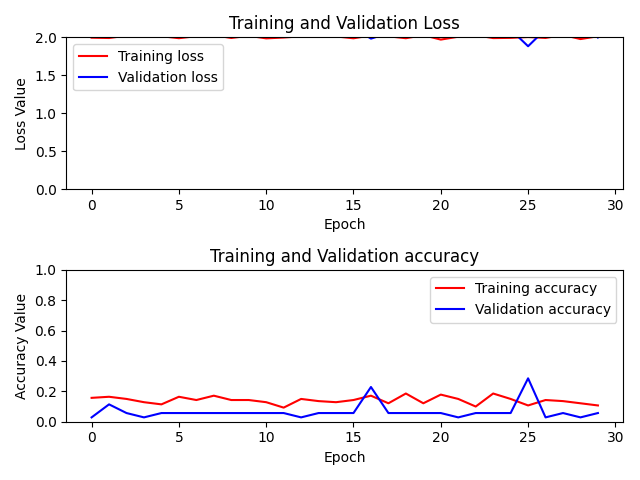 Training and Validation Loss
2.0
1.5
1.0
0.5
0.0
Loss Value
Training loss
Validation loss
0 5 10 15 20 25 30
Epoch
Training and Validation accuracy
1.0
0.8
0.6
0.4
0.2
0.0
Accuracy Value
Training accuracy
Validation accuracy
0 5 10 15 20 25 30
Epoch